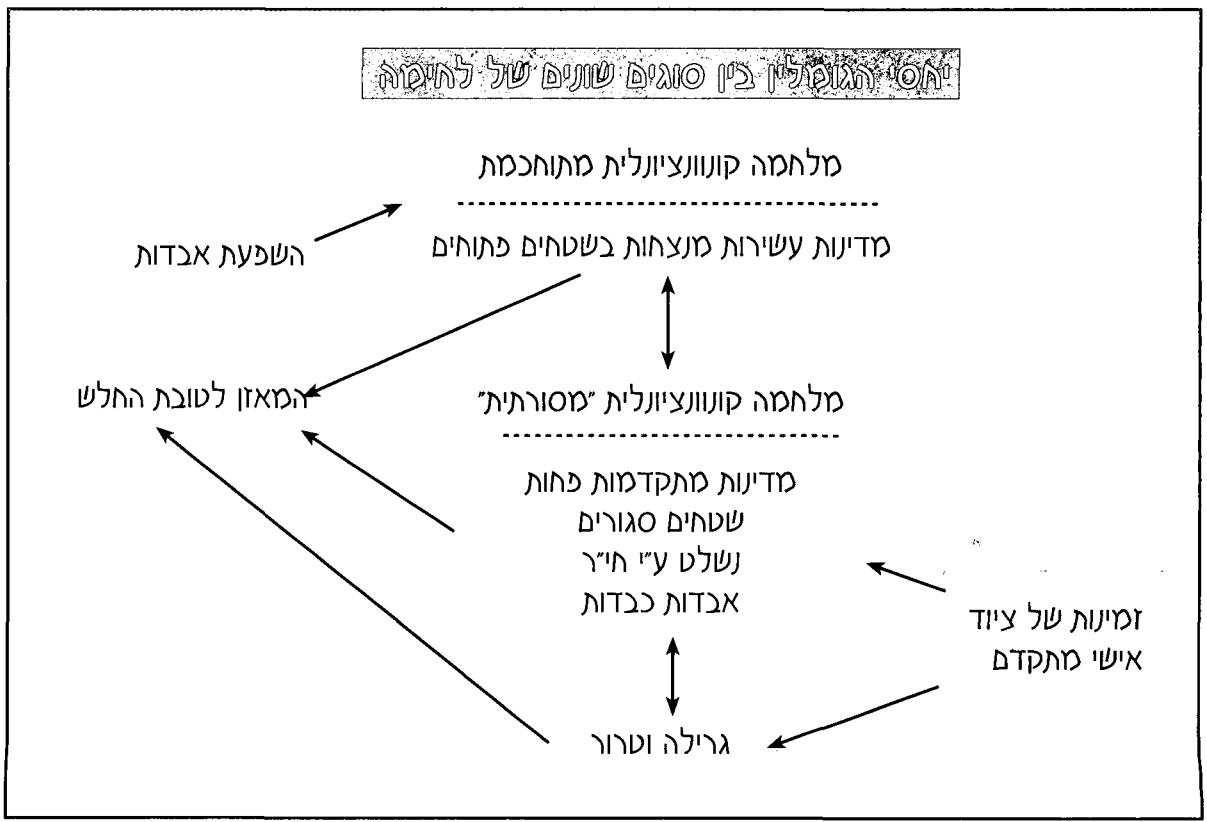 יחסי הגומלין בין סוגים שונים של לחימה
מלחמה קונוונציונלית מתוחכמת
השפעת אבדות
מדינות עשירות מנצחות בשטחים פתוחים
מלחמה קונוונציונלית "מסורתית"
המאזן לטובת החלש
מדינות מתקדמות פחות
שטחים סגורים
נשלט ע"י חי"ר
אבדות כבדות
זמינות של ציוד
אישי מתקדם
גרילה וטרור